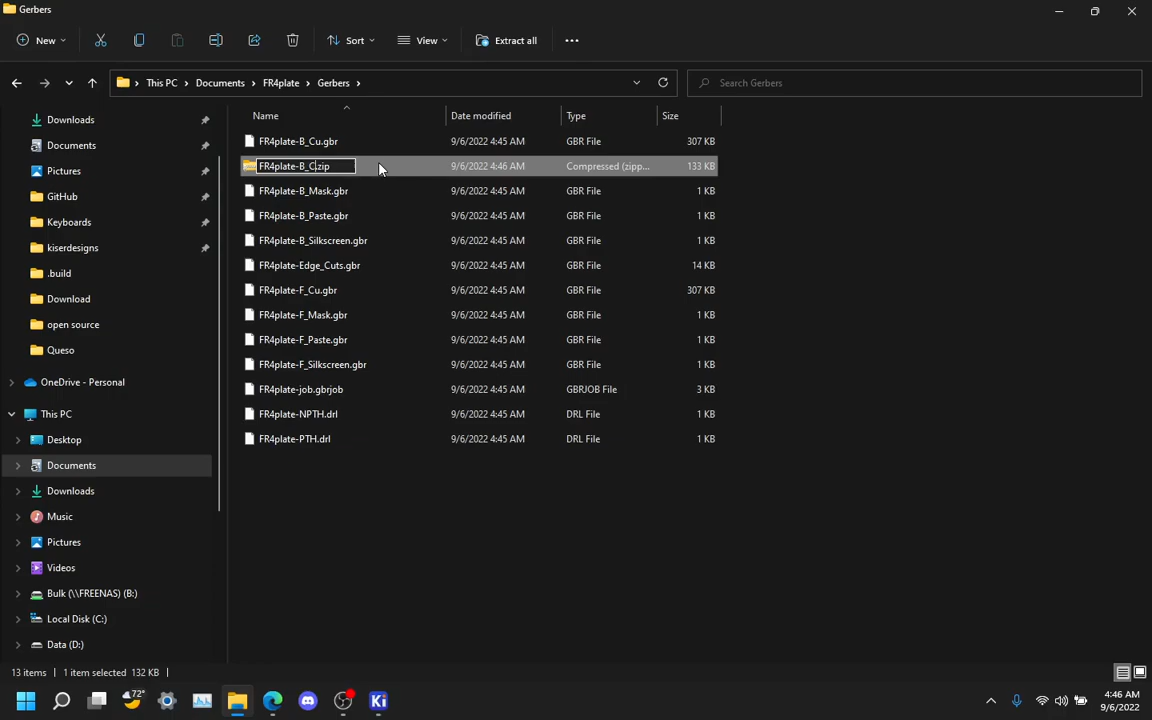 Gerbers
New
Sort
View
Extract all
This PC > Documents > FR4plate > Gerbers >
Search Gerbers
Name Date modified Type Size
Downloads
Documents
Pictures
GitHub
Keyboards
kiserdesigns
.build
Download
open source
Queso
OneDrive - Personal
This PC
Desktop
Documents
Downloads
Music
Pictures
Videos
Bulk (\\FREENAS) (B:)
Local Disk (C:)
Data (D:)
FR4plate-B_Cu.gbr 9/6/2022 4:45 AM GBR File 307 KB
FR4plate-B_C.zip 9/6/2022 4:46 AM Compressed (zipp... 133 KB
FR4plate-B_Mask.gbr 9/6/2022 4:45 AM GBR File 1 KB
FR4plate-B_Paste.gbr 9/6/2022 4:45 AM GBR File 1 KB
FR4plate-B_Silkscreen.gbr 9/6/2022 4:45 AM GBR File 1 KB
FR4plate-Edge_Cuts.gbr 9/6/2022 4:45 AM GBR File 14 KB
FR4plate-F_Cu.gbr 9/6/2022 4:45 AM GBR File 307 KB
FR4plate-F_Mask.gbr 9/6/2022 4:45 AM GBR File 1 KB
FR4plate-F_Paste.gbr 9/6/2022 4:45 AM GBR File 1 KB
FR4plate-F_Silkscreen.gbr 9/6/2022 4:45 AM GBR File 1 KB
FR4plate-job.gbrjob 9/6/2022 4:45 AM GBRJOB File 3 KB
FR4plate-NPTH.drl 9/6/2022 4:45 AM DRL File 1 KB
FR4plate-PTH.drl 9/6/2022 4:45 AM DRL File 1 KB
13 items 1 item selected 132 KB
72°
Ki
4:46 AM
9/6/2022